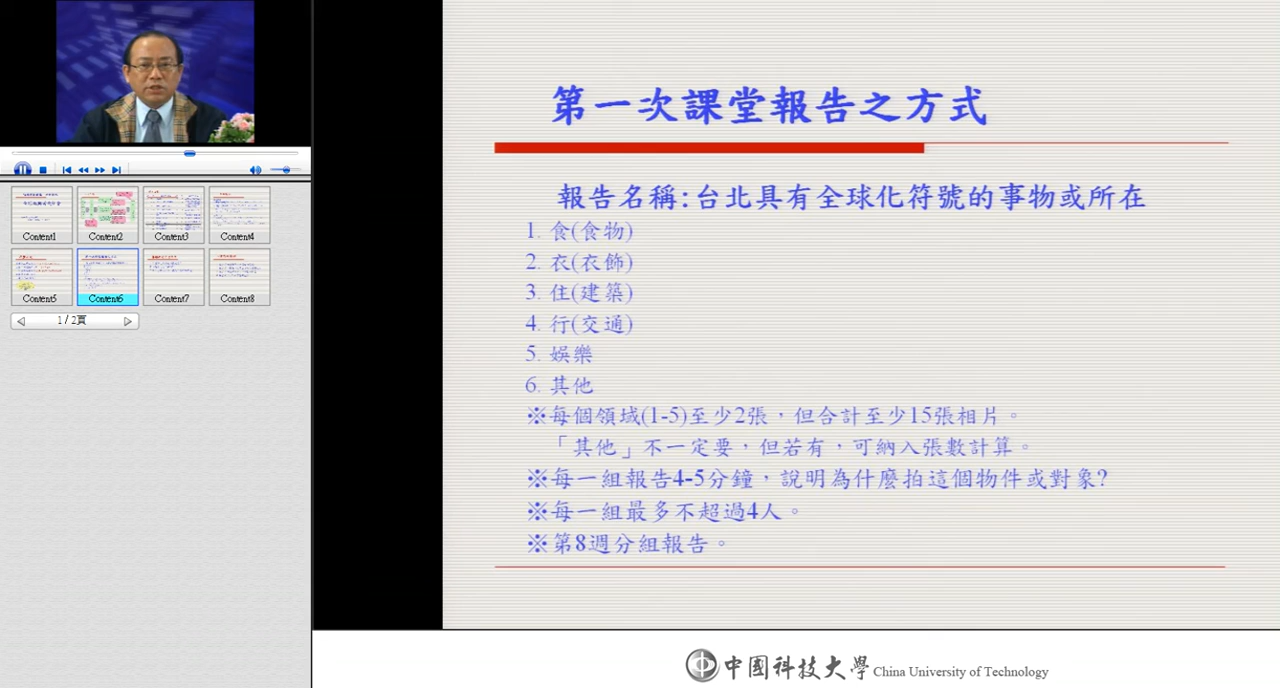 第一次課堂報告之方式
報告名稱:台北具有全球化符號的事物或所在
1. 食(食物)
2. 衣(衣飾)
3. 住(建築)
4. 行(交通)
5. 娛樂
6. 其他
※每個領域(1-5)至少2張，但合計至少15張相片。
「其他」不一定要，但若有，可納入張數計算。
※每一組報告4-5分鐘，說明為什麼拍這個物件或對象?
※每一組最多不超過4人。
※第8週分組報告。
Content1 Content2 Content3 Content4
Content5 Content6 Content7 Content8
1 / 2頁
中國科技大學 China University of Technology